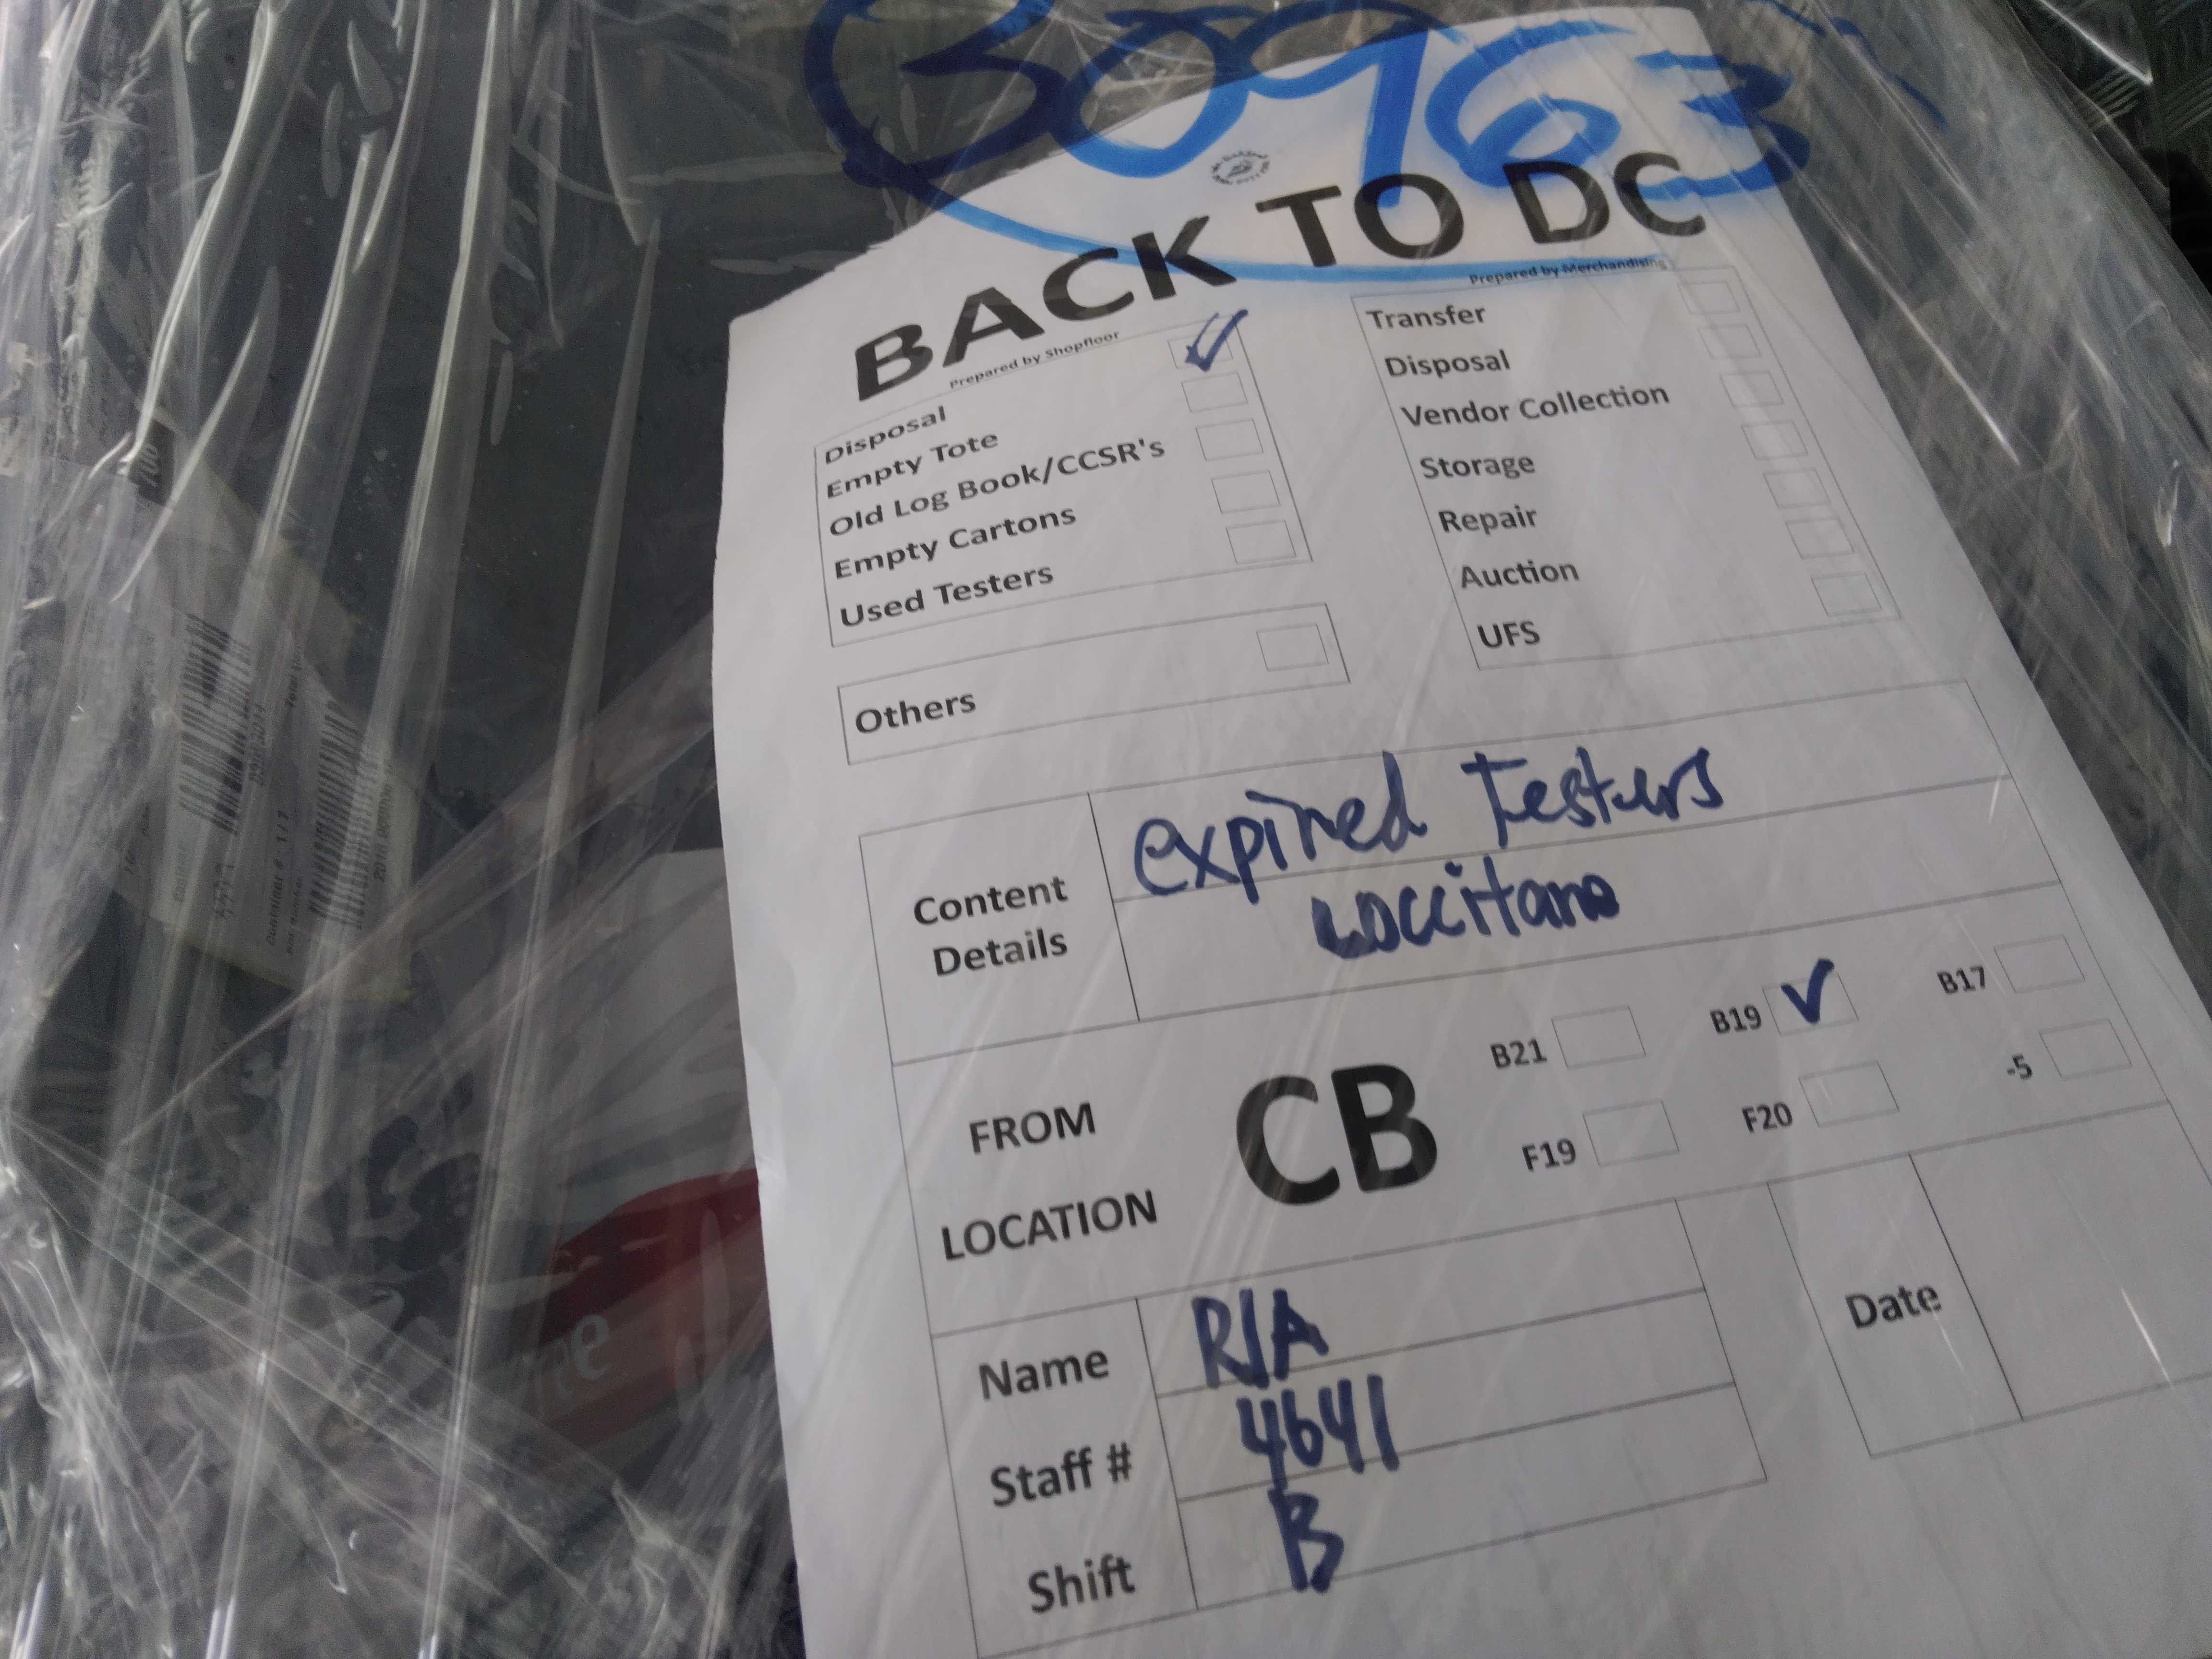 30963
BACK TO DC
Prepared by Shopfloor
Disposal
Empty Tote
Old Log Book/CCSR's
Empty Cartons
Used Testers
Others
Prepared by Merchandising
Transfer
Disposal
Vendor Collection
Storage
Repair
Auction
UFS
Content Details
expired Testers
Loccitane
FROM LOCATION
CB
B21
B19
B17
F19
F20
-5
Name
RIA
Staff #
4641
Shift
B
Date